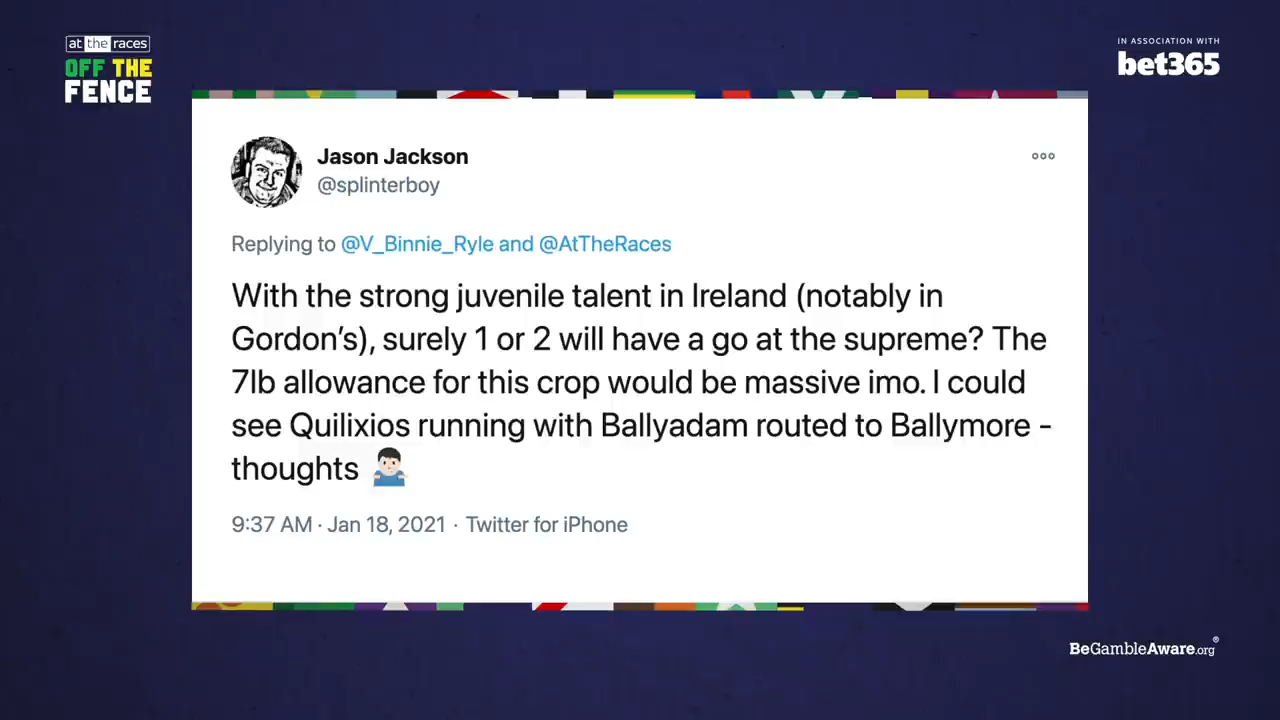 at the races
OFF THE
FENCE
IN ASSOCIATION WITH
bet365
Jason Jackson
@splinterboy
Replying to @V_Binnie_Ryle and @AtTheRaces
With the strong juvenile talent in Ireland (notably in
Gordon’s), surely 1 or 2 will have a go at the supreme? The
7lb allowance for this crop would be massive imo. I could
see Quilixios running with Ballyadam routed to Ballymore -
thoughts 🤷🏻‍♂️
9:37 AM · Jan 18, 2021 · Twitter for iPhone
BeGambleAware.org®